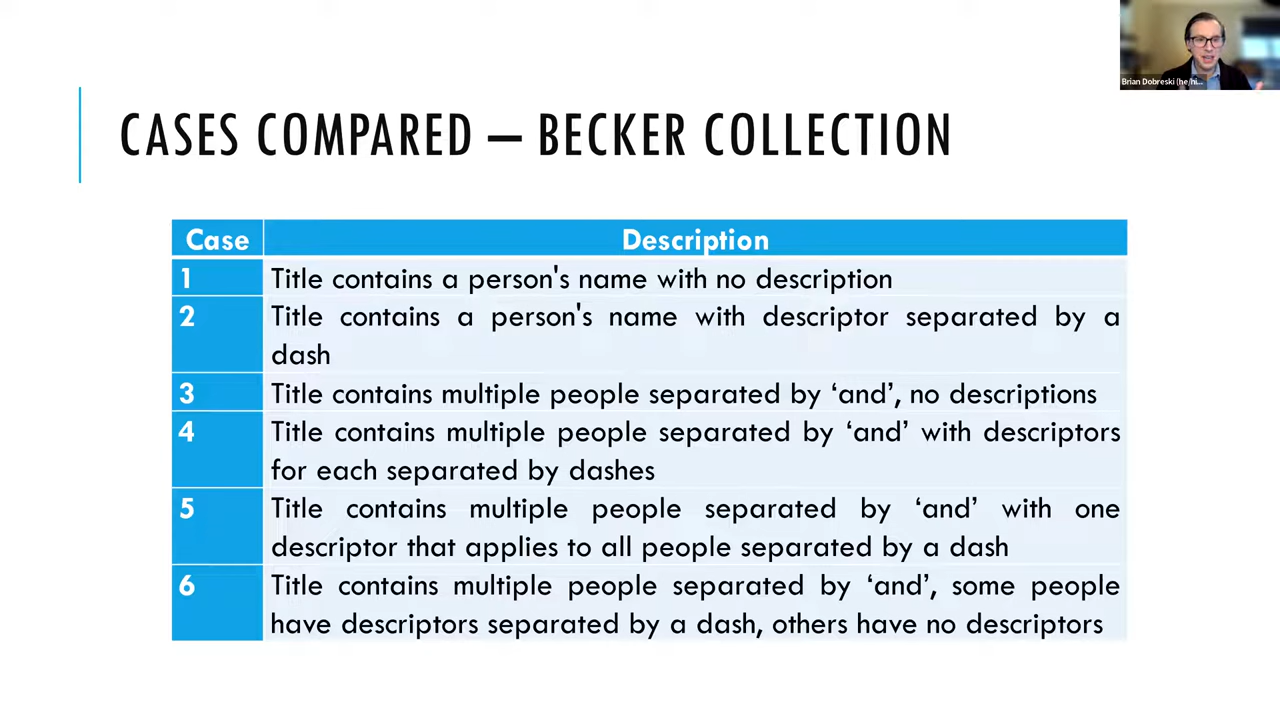 Brian Dobreski (he/hi...
CASES COMPARED – BECKER COLLECTION
Case Description
1 Title contains a person's name with no description
2 Title contains a person's name with descriptor separated by a
dash
3 Title contains multiple people separated by ‘and’, no descriptions
4 Title contains multiple people separated by ‘and’ with descriptors
for each separated by dashes
5 Title contains multiple people separated by ‘and’ with one
descriptor that applies to all people separated by a dash
6 Title contains multiple people separated by ‘and’, some people
have descriptors separated by a dash, others have no descriptors